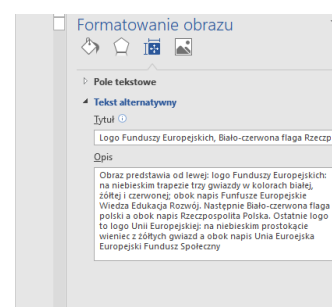 Formatowanie obrazu
Pole tekstowe
Tekst alternatywny
Tytuł
Logo Funduszy Europejskich, Biało-czerwona flaga Rzeczp
Opis
Obraz predstawia od lewej: logo Funduszy Europejskich:
na niebieskim trapezie trzy gwiazdy w kolorach białej,
żółtej i czerwonej; obok napis Funfusze Europejskie
Wiedza Edukacja Rozwój. Następnie Biało-czerwona flaga
polski a obok napis Rzeczpospolita Polska. Ostatnie logo
to logo Unii Europejskiej: na niebieskim prostokącie
wieniec z żółtych gwiazd a obok napis Unia Euroejska
Europejski Fundusz Społeczny